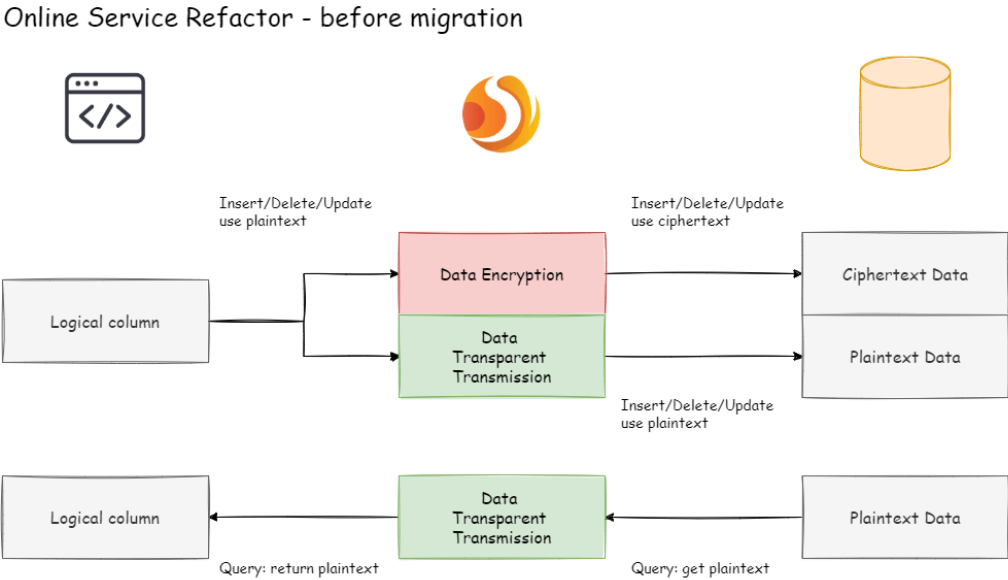 Online Service Refactor - before migration
</>
Insert/Delete/Update
use plaintext
Insert/Delete/Update
use ciphertext
Data Encryption
Ciphertext Data
Logical column
Data
Transparent
Transmission
Plaintext Data
Insert/Delete/Update
use plaintext
Logical column
Data
Transparent
Transmission
Plaintext Data
Query: return plaintext
Query: get plaintext